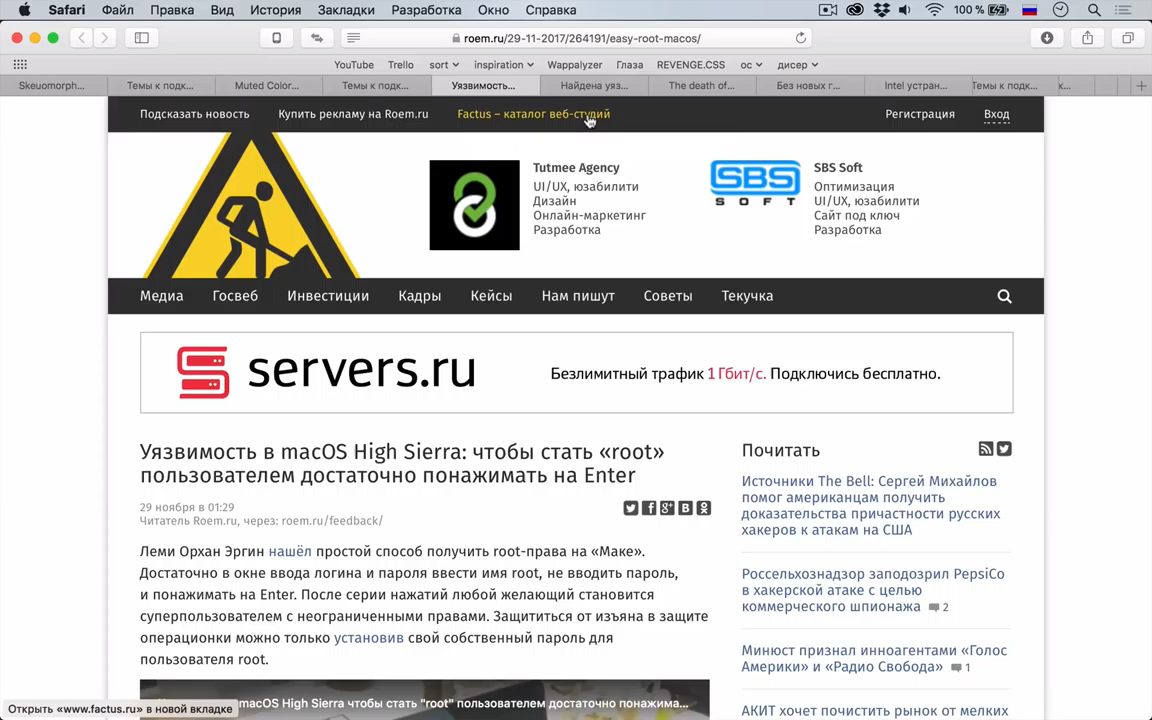 Safari Файл Правка Вид История Закладки Разработка Окно Справка 100 %
roem.ru/29-11-2017/264191/easy-root-macos/
YouTube Trello sort inspiration Wappalyzer Глаза REVENGE.CSS ос дисер
Skeuomorph... Темы к подк... Muted Color... Темы к подк... Уязвимость... Найдена уяз... The death of... Без новых г... Intel устран... Темы к подк... к...
Подсказать новость Купить рекламу на Roem.ru Factus – каталог веб-студий Регистрация Вход
Tutmee Agency
UI/UX, юзабилити
Дизайн
Онлайн-маркетинг
Разработка
SBS
SOFT
SBS Soft
Оптимизация
UI/UX, юзабилити
Сайт под ключ
Разработка
Медиа Госвеб Инвестиции Кадры Кейсы Нам пишут Советы Текучка
servers.ru Безлимитный трафик 1 Гбит/с. Подключись бесплатно.
Уязвимость в macOS High Sierra: чтобы стать «root»
пользователем достаточно понажимать на Enter
29 ноября в 01:29
Читатель Roem.ru, через: roem.ru/feedback/
Леми Орхан Эргин нашёл простой способ получить root-права на «Маке».
Достаточно в окне ввода логина и пароля ввести имя root, не вводить пароль,
и понажимать на Enter. После серии нажатий любой желающий становится
суперпользователем с неограниченными правами. Защититься от изъяна в защите
операционки можно только установив свой собственный пароль для
пользователя root.
macOS High Sierra чтобы стать "root" пользователем достаточно понажима...
Почитать
Источники The Bell: Сергей Михайлов
помог американцам получить
доказательства причастности русских
хакеров к атакам на США
Россельхознадзор заподозрил PepsiCo
в хакерской атаке с целью
коммерческого шпионажа 2
Минюст признал иноагентами «Голос
Америки» и «Радио Свобода» 1
АКИТ хочет почистить рынок от мелких
Открыть «www.factus.ru» в новой вкладке